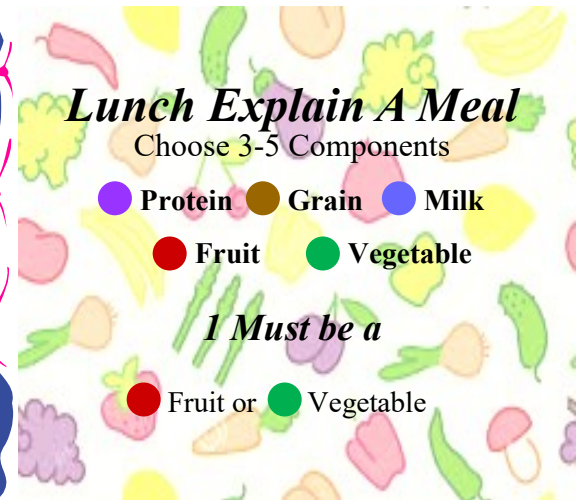 Lunch Explain A Meal
Choose 3-5 Components
Protein Grain Milk
Fruit Vegetable
1 Must be a
Fruit or Vegetable